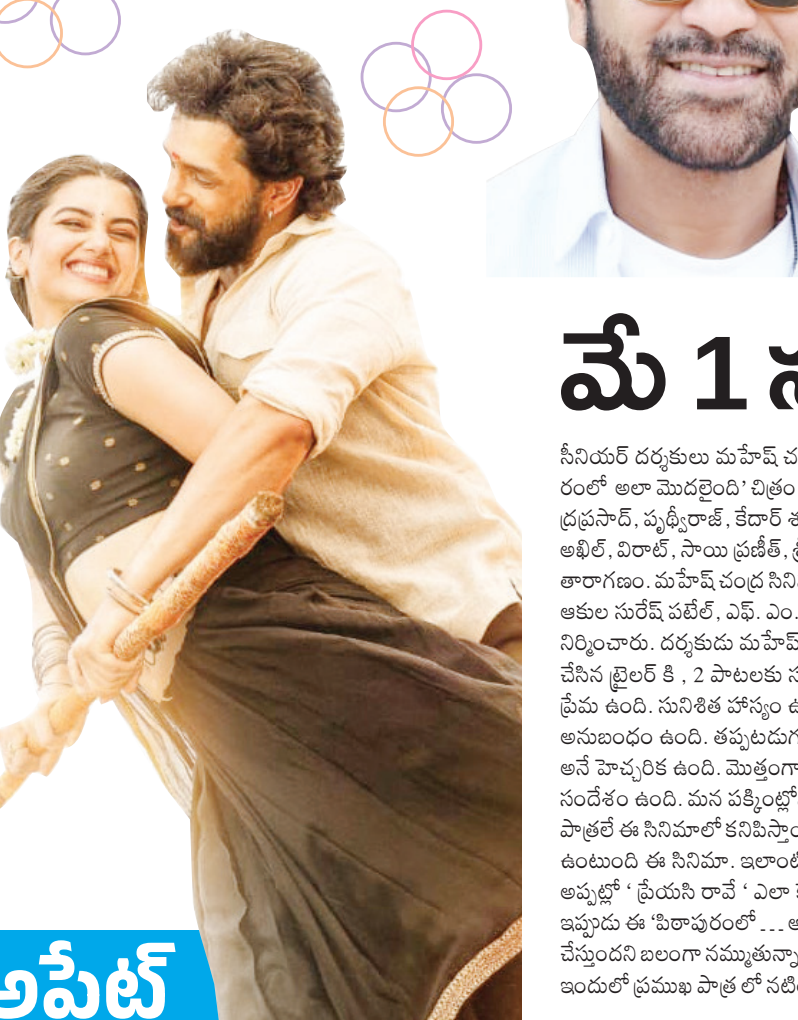 మే 1 న
సీనియర్ దర్శకులు మహేష్ చ
రంలో అలా మొదలైంది' చిత్రం
ద్రప్రసాద్, పృథ్వీరాజ్, కేదార్ శ
అఖిల్, విరాట్, సాయి ప్రణీత్, శ్రీ
తారాగణం. మహేష్ చంద్ర సిని
ఆకుల సురేష్ పటేల్, ఎఫ్. ఎం.
నిర్మించారు. దర్శకుడు మహేష్
చేసిన ట్రైలర్ కి , 2 పాటలకు స
ప్రేమ ఉంది. సునిశిత హాస్యం ఉ
అనుబంధం ఉంది. తప్పటడుగ
అనే హెచ్చరిక ఉంది. మొత్తంగా
సందేశం ఉంది. మన పక్కింట్లో
పాత్రలే ఈ సినిమాలో కనిపిస్తాం
ఉంటుంది ఈ సినిమా. ఇలాంటి
అప్పట్లో ' ప్రేయసి రావే ' ఎలా
ఇప్పుడు ఈ 'పిఠాపురంలో ... అ
చేస్తుందని బలంగా నమ్ముతున్నా
ఇందులో ప్రముఖ పాత్ర లో నటిం
అపేట్